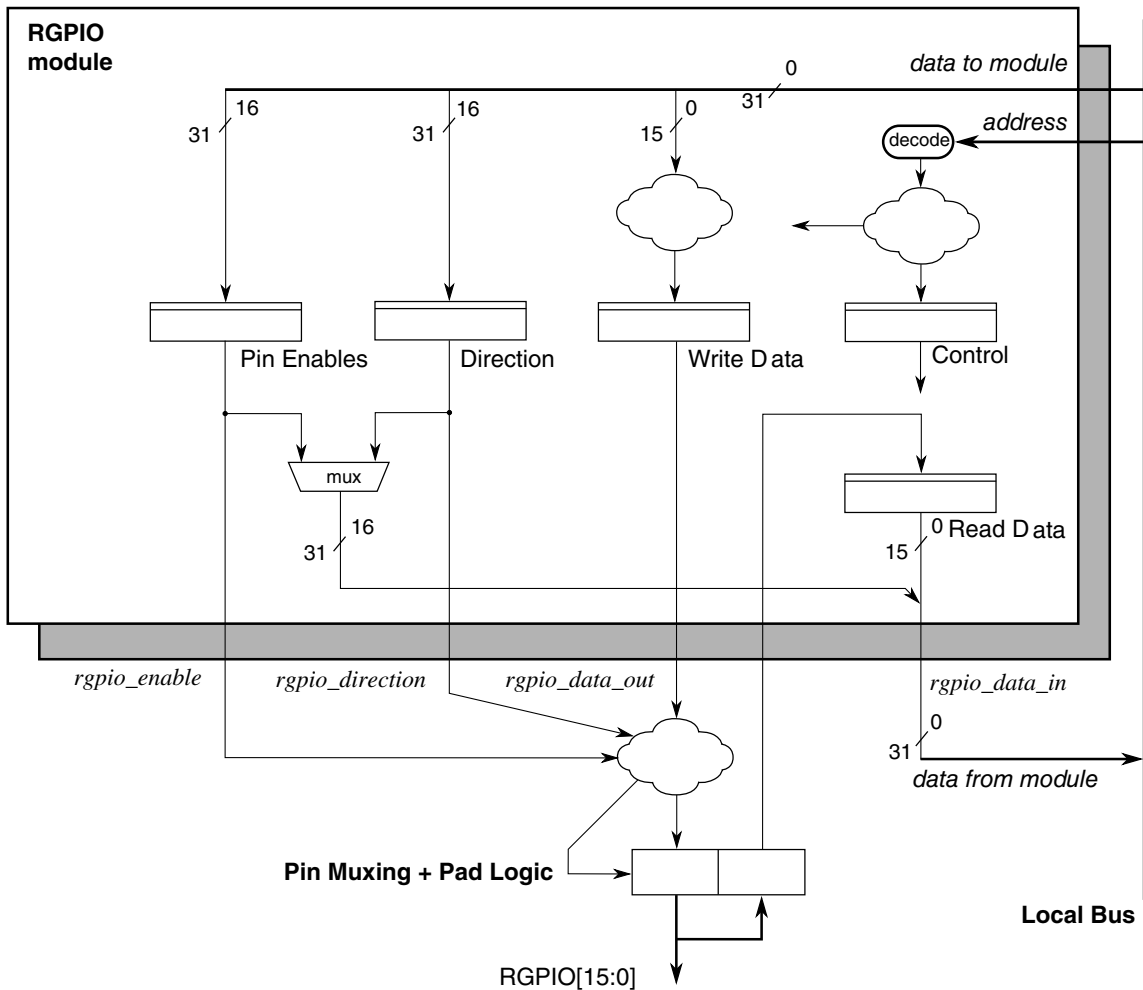 RGPIO
module
data to module
0
31
16
31
16
31
0
15
address
decode
Pin Enables
Direction
Write Data
Control
mux
16
31
0
15
Read Data
rgpio_enable
rgpio_direction
rgpio_data_out
rgpio_data_in
0
31
data from module
Pin Muxing + Pad Logic
Local Bus
RGPIO[15:0]